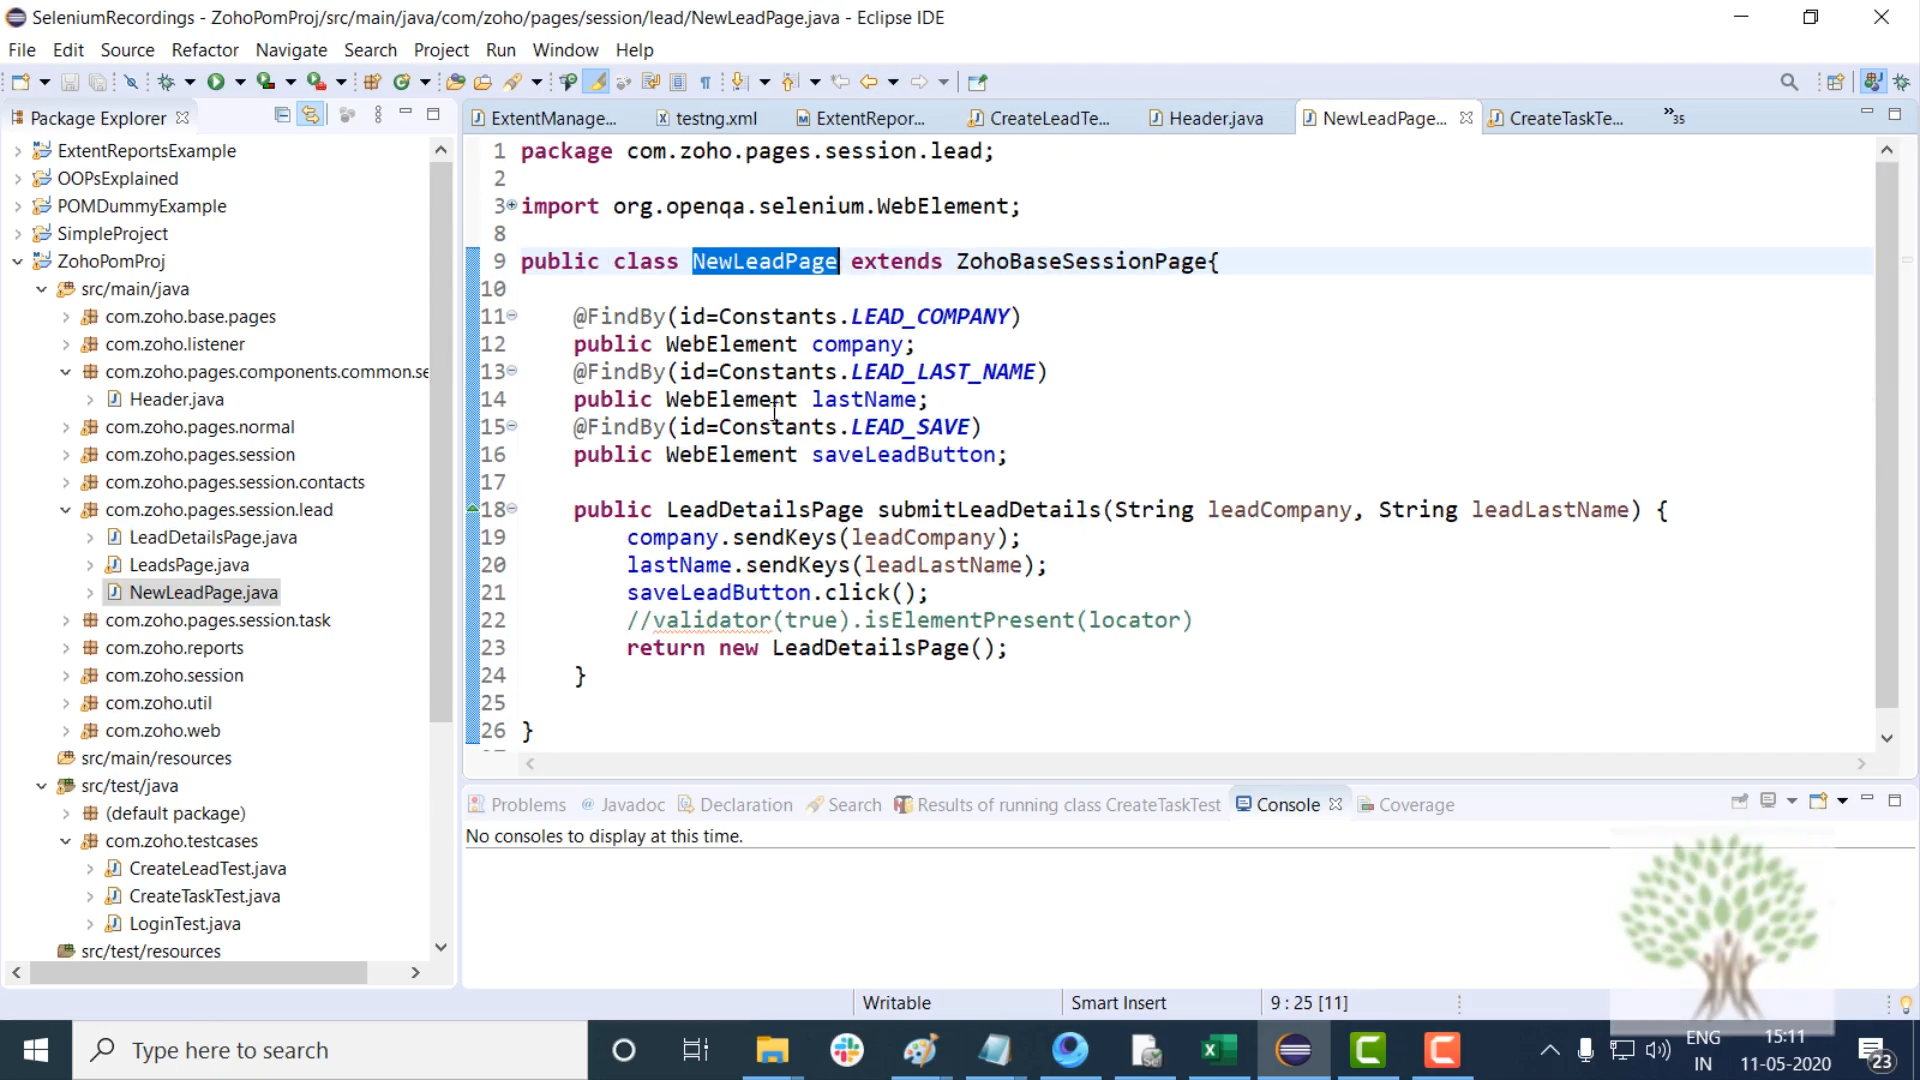 SeleniumRecordings - ZohoPomProj/src/main/java/com/zoho/pages/session/lead/NewLeadPage.java - Eclipse IDE
File Edit Source Refactor Navigate Search Project Run Window Help
Package Explorer
ExtentReportsExample
OOPsExplained
POMDummyExample
SimpleProject
ZohoPomProj
src/main/java
com.zoho.base.pages
com.zoho.listener
com.zoho.pages.components.common.se
Header.java
com.zoho.pages.normal
com.zoho.pages.session
com.zoho.pages.session.contacts
com.zoho.pages.session.lead
LeadDetailsPage.java
LeadsPage.java
NewLeadPage.java
com.zoho.pages.session.task
com.zoho.reports
com.zoho.session
com.zoho.util
com.zoho.web
src/main/resources
src/test/java
(default package)
com.zoho.testcases
CreateLeadTest.java
CreateTaskTest.java
LoginTest.java
src/test/resources
ExtentManage... testng.xml ExtentRepor... CreateLeadTe... Header.java NewLeadPage... CreateTaskTe... »35
1 package com.zoho.pages.session.lead;
2
3 import org.openqa.selenium.WebElement;
8
9 public class NewLeadPage extends ZohoBaseSessionPage{
10
11 @FindBy(id=Constants.LEAD_COMPANY)
12 public WebElement company;
13 @FindBy(id=Constants.LEAD_LAST_NAME)
14 public WebElement lastName;
15 @FindBy(id=Constants.LEAD_SAVE)
16 public WebElement saveLeadButton;
17
18 public LeadDetailsPage submitLeadDetails(String leadCompany, String leadLastName) {
19 company.sendKeys(leadCompany);
20 lastName.sendKeys(leadLastName);
21 saveLeadButton.click();
22 //validator(true).isElementPresent(locator)
23 return new LeadDetailsPage();
24 }
25
26 }
Problems Javadoc Declaration Search Results of running class CreateTaskTest Console Coverage
No consoles to display at this time.
Writable Smart Insert 9 : 25 [11]
Type here to search
ENG
IN
15:11
11-05-2020
23